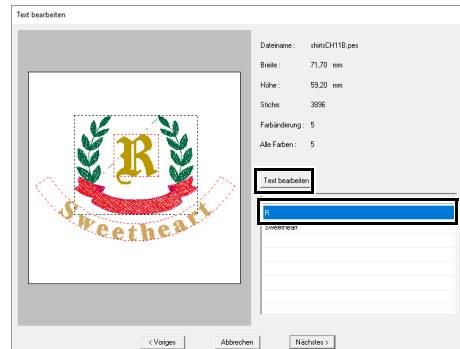 Text bearbeiten
Dateiname : shirtsCH11B.pes
Breite : 71,70 mm
Höhe : 59,20 mm
Stiche: 3896
Farbänderung : 5
Alle Farben : 5
R
Sweetheart
Text bearbeiten
R
Sweetheart
< Voriges Abbrechen Nächstes >